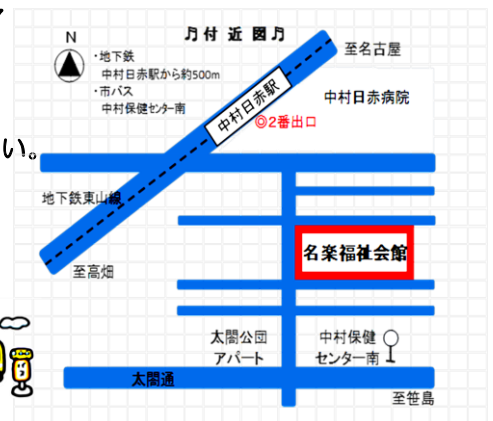 付近図
N
・地下鉄
中村日赤駅から約500m
・市バス
中村保健センター南
至名古屋
中村日赤病院
中村日赤駅
◎2番出口
い。
地下鉄東山線
至高畑
名楽福祉会館
太閤公団
アパート
中村保健
センター南
太閤通
至笹島